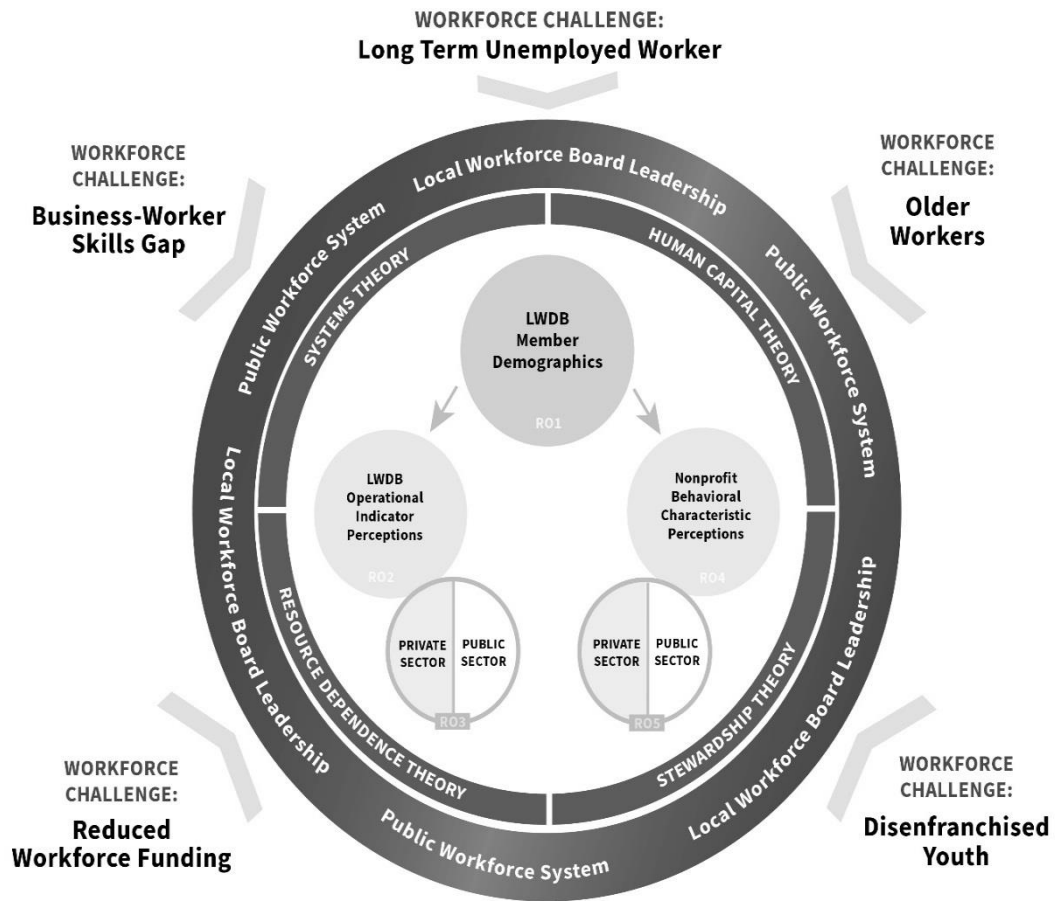 WORKFORCE CHALLENGE:
Long Term Unemployed Worker
WORKFORCE
CHALLENGE:
Business-Worker
Skills Gap
WORKFORCE
CHALLENGE:
Older
Workers
Local Workforce Board Leadership
Public Workforce System
Public Workforce System
SYSTEMS THEORY
HUMAN CAPITAL THEORY
LWDB
Member
Demographics
RO1
LWDB
Operational
Indicator
Perceptions
RO2
Nonprofit
Behavioral
Characteristic
Perceptions
RO4
PRIVATE
SECTOR
PUBLIC
SECTOR
RO3
PRIVATE
SECTOR
PUBLIC
SECTOR
RO5
RESOURCE DEPENDENCE THEORY
STEWARDSHIP THEORY
Local Workforce Board Leadership
Local Workforce Board Leadership
Public Workforce System
WORKFORCE
CHALLENGE:
Reduced
Workforce Funding
WORKFORCE
CHALLENGE:
Disenfranchised
Youth